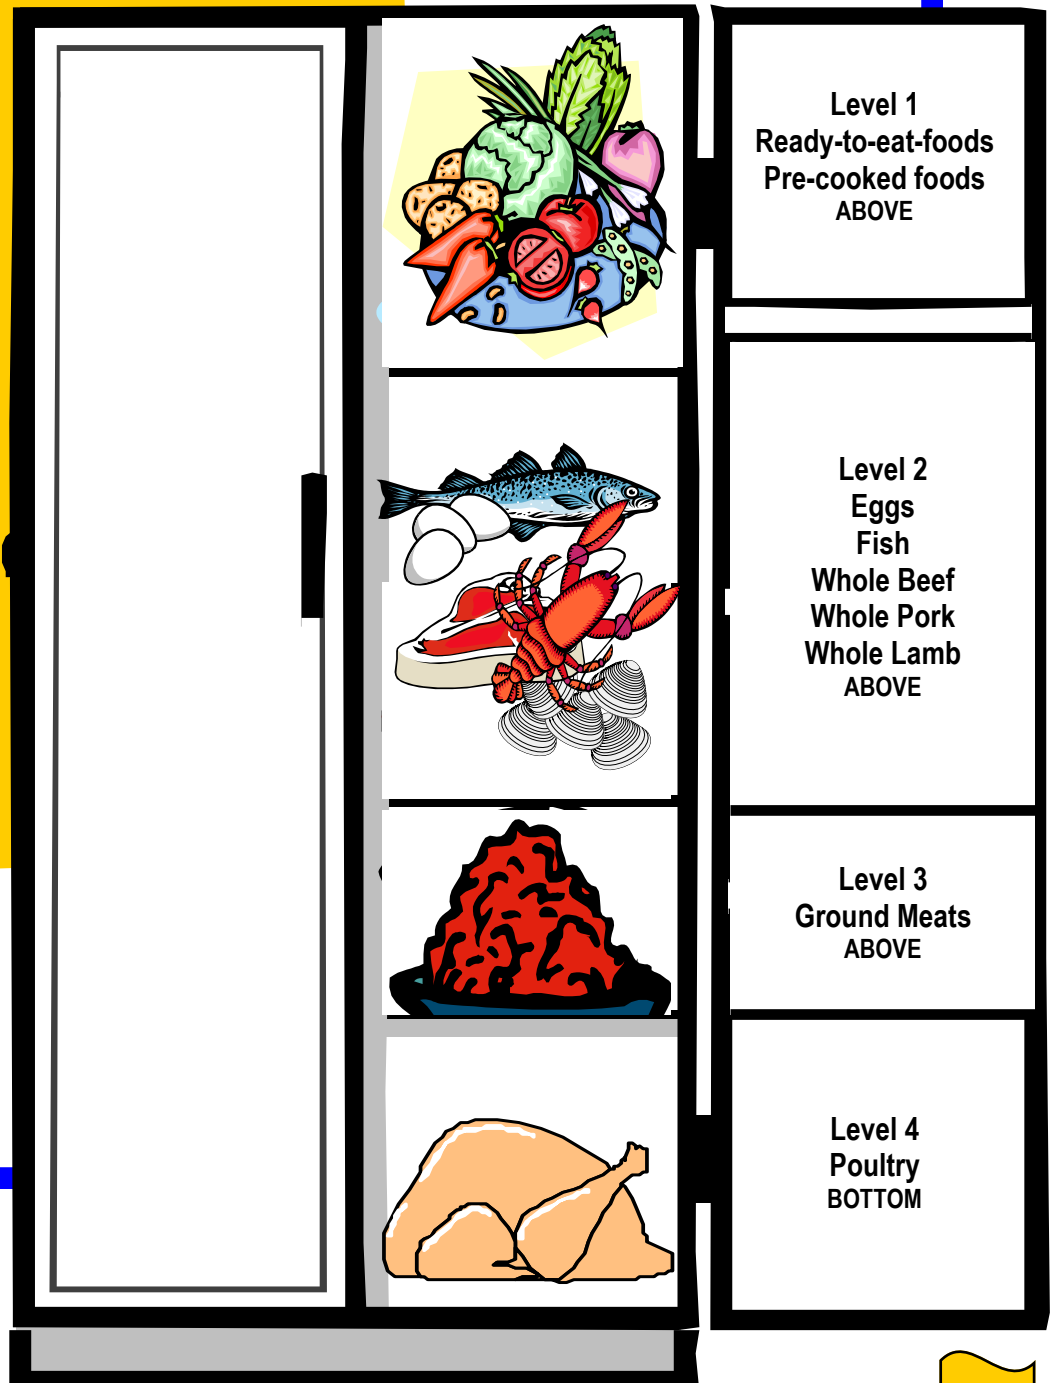 Level 1
Ready-to-eat-foods
Pre-cooked foods
ABOVE
Level 2
Eggs
Fish
Whole Beef
Whole Pork
Whole Lamb
ABOVE
Level 3
Ground Meats
ABOVE
Level 4
Poultry
BOTTOM